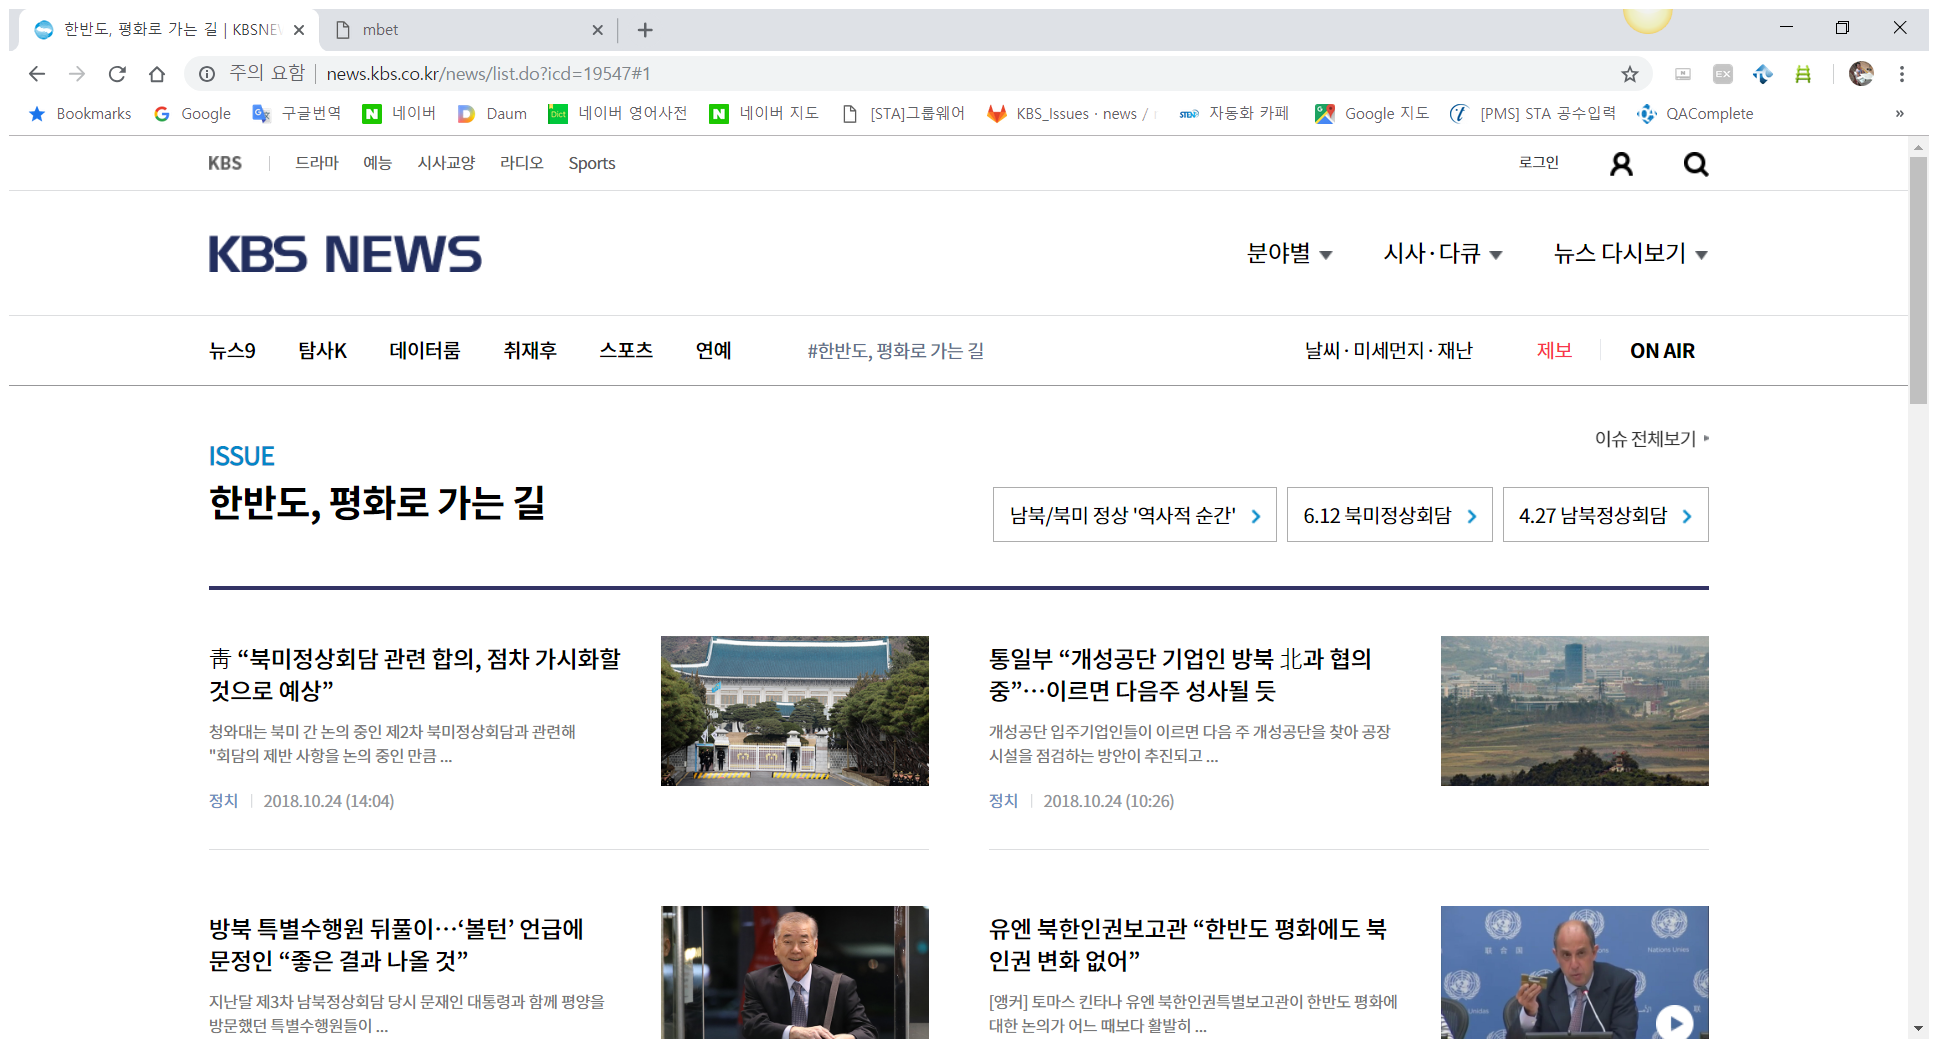 한반도, 평화로 가는 길 | KBSNE
mbet
주의 요함
news.kbs.co.kr/news/list.do?icd=19547#1
EX
Bookmarks
Google
구글번역
네이버
Daum
Dict 네이버 영어사전
네이버 지도
[STA]그룹웨어
KBS_Issues · news /
STEN 자동화 카페
Google 지도
[PMS] STA 공수입력
QAComplete
»
KBS
드라마
예능
시사교양
라디오
Sports
로그인
KBS NEWS
분야별
시사·다큐
뉴스 다시보기
뉴스9
탐사K
데이터룸
취재후
스포츠
연예
#한반도, 평화로 가는 길
날씨·미세먼지·재난
제보
ON AIR
이슈 전체보기
ISSUE
한반도, 평화로 가는 길
남북/북미 정상 '역사적 순간'
6.12 북미정상회담
4.27 남북정상회담
靑 “북미정상회담 관련 합의, 점차 가시화할
것으로 예상”
청와대는 북미 간 논의 중인 제2차 북미정상회담과 관련해
"회담의 제반 사항을 논의 중인 만큼 ...
정치
2018.10.24 (14:04)
통일부 “개성공단 기업인 방북 北과 협의
중”…이르면 다음주 성사될 듯
개성공단 입주기업인들이 이르면 다음 주 개성공단을 찾아 공장
시설을 점검하는 방안이 추진되고 ...
정치
2018.10.24 (10:26)
방북 특별수행원 뒤풀이…‘볼턴’ 언급에
문정인 “좋은 결과 나올 것”
지난달 제3차 남북정상회담 당시 문재인 대통령과 함께 평양을
방문했던 특별수행원들이 ...
유엔 북한인권보고관 “한반도 평화에도 북
인권 변화 없어”
[앵커] 토마스 킨타나 유엔 북한인권특별보고관이 한반도 평화에
대한 논의가 어느 때보다 활발히 ...
联合国
Nations Unies